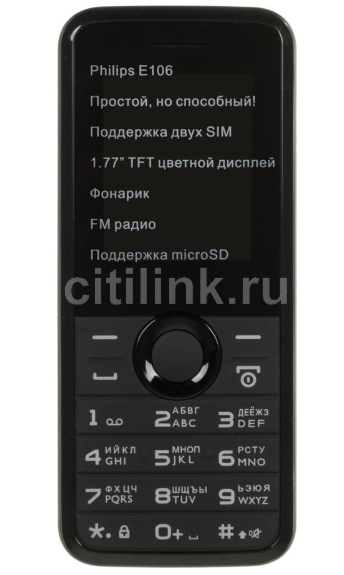 Philips E106
Простой, но способный!
Поддержка двух SIM
1.77" TFT цветной дисплей
Фонарик
FM радио
Поддержка microSD
citilink.ru
1 2 АБВГ ABC 3 ДЕЁЖЗ DEF
4 ИЙКЛ GHI 5 МНОП JKL 6 РСТУ MNO
7 ФХЦЧ PQRS 8 ШЩЪЫ TUV 9 ЬЭЮЯ WXYZ
*. 0+ #